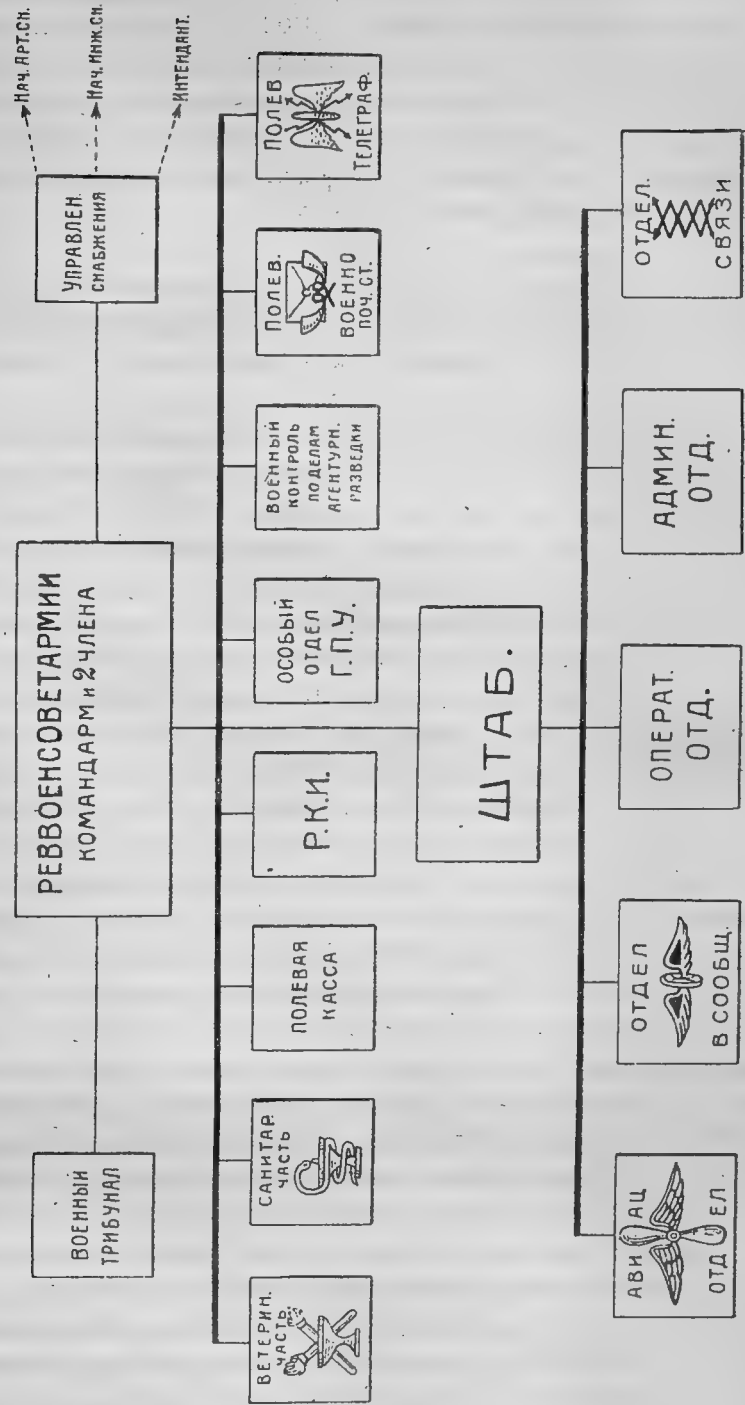 РЕВВОЕНСОВЕТАРМИИ
КОМАНДАРМ и 2 ЧЛЕНА
ВОЕННЫЙ
ТРИБУНАЛ
УПРАВЛЕН.
СНАБЖЕНИЯ
НАЧ. АРТ. СН.
НАЧ. ИНЖ. СН.
ИНТЕНДАНТ.
ВЕТЕРИН.
ЧАСТЬ
САНИТАР.
ЧАСТЬ
ПОЛЕВАЯ
КАССА
Р.К.И.
ОСОБЫЙ
ОТДЕЛ
Г.П.У.
ВОЕННЫЙ
КОНТРОЛЬ
ПО ДЕЛАМ
АГЕНТУРН.
РАЗВЕДКИ
ПОЛЕВ.
ВОЕННО
ПОЧ. СТ.
ПОЛЕВ
ТЕЛЕГРАФ.
ШТАБ.
АВИ АЦ
ОТД ЕЛ
ОТДЕЛ
В СООБЩ.
ОПЕРАТ.
ОТД.
АДМИН.
ОТД.
ОТДЕЛ.
СВЯЗИ